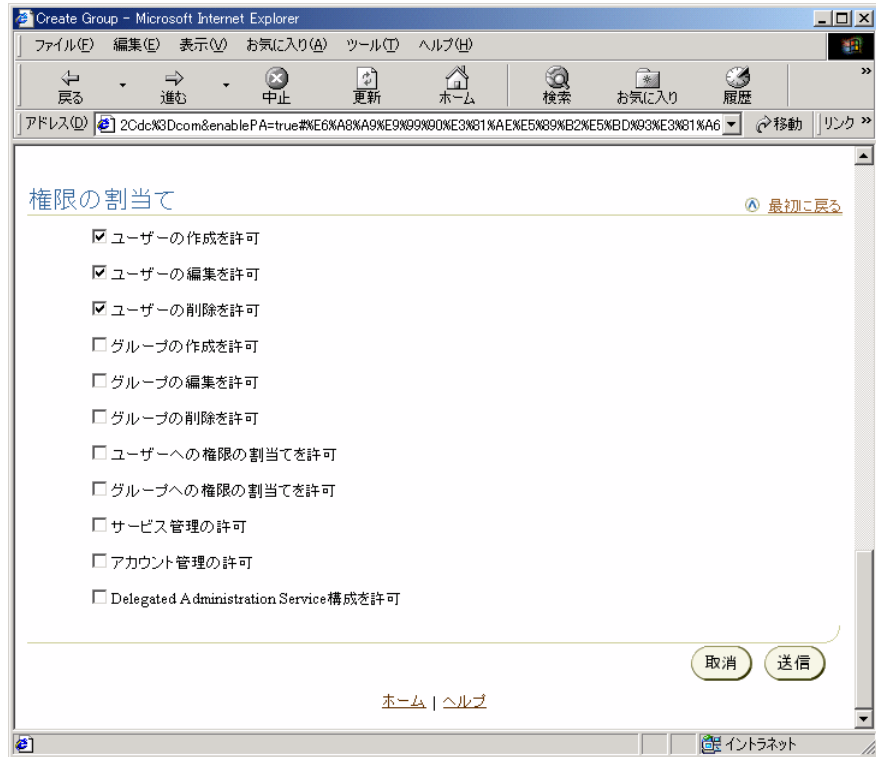 Create Group - Microsoft Internet Explorer
ファイル(F) 編集(E) 表示(V) お気に入り(A) ツール(T) ヘルプ(H)
戻る 進む 中止 更新 ホーム 検索 お気に入り 履歴 »
アドレス(D) 2Cdc%3Dcom&enablePA=true#%E6%A8%A9%E9%99%90%E3%81%AE%E5%89%B2%E5%BD%93%E3%81%A6 移動 リンク »
権限の割当て
最初に戻る
ユーザーの作成を許可
ユーザーの編集を許可
ユーザーの削除を許可
グループの作成を許可
グループの編集を許可
グループの削除を許可
ユーザーへの権限の割当てを許可
グループへの権限の割当てを許可
サービス管理の許可
アカウント管理の許可
Delegated Administration Service構成を許可
取消 送信
ホーム | ヘルプ
イントラネット